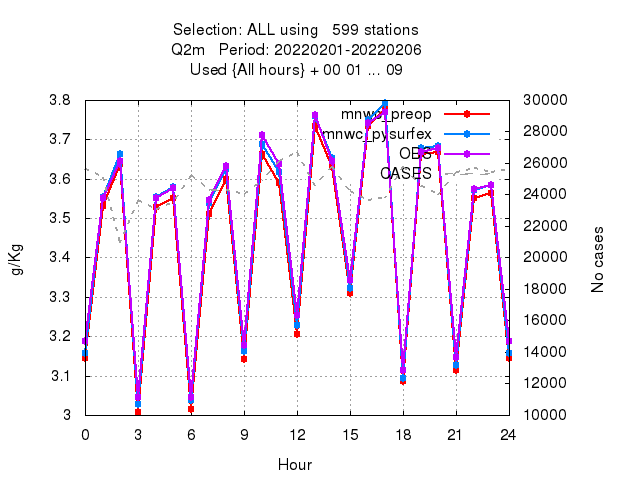 Selection: ALL using   599 stations
Q2m   Period: 20220201-20220206
Used {All hours} + 00 01 ... 09
mnwc_preop
mnwc_pysurfex
OBS
CASES
3.8
3.7
3.6
3.5
3.4
3.3
3.2
3.1
3
g/Kg
30000
28000
26000
24000
22000
20000
18000
16000
14000
12000
10000
No cases
0 3 6 9 12 15 18 21 24
Hour